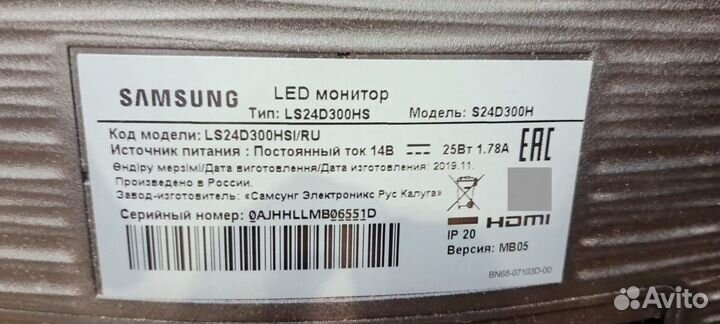 SAMSUNG LED монитор
Тип: LS24D300HS Модель: S24D300H
Код модели: LS24D300HSI/RU
Источник питания : Постоянный ток 14В 25Вт 1.78А
Өндіру мерзімі/Дата виготовлення/Дата изготовления: 2019.11.
Произведено в России.
Завод-изготовитель: «Самсунг Электроникс Рус Калуга»
Серийный номер: 0AJHHLLMB06551D
EAC
HDMI
IP 20
Версия: MB05
BN68-07103D-00
Avito